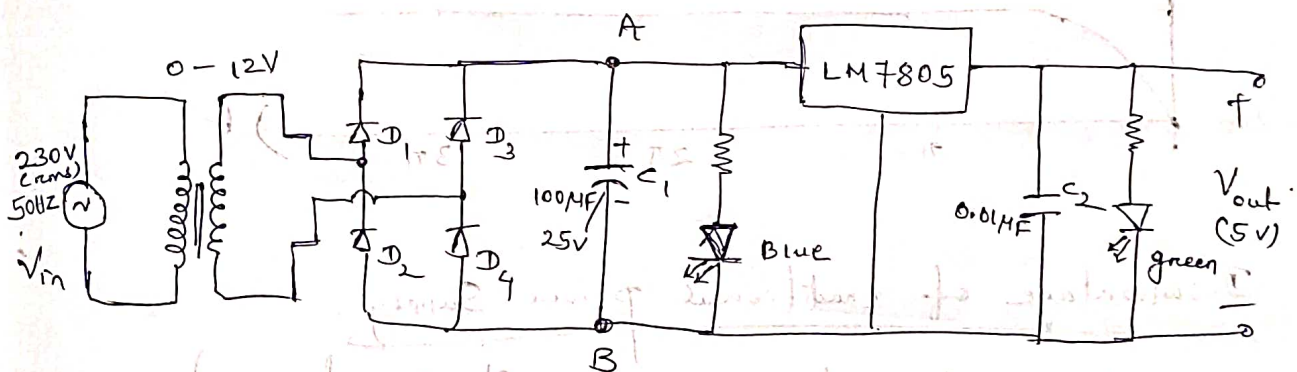 0 - 12V
230V
(rms)
50Hz
~
Vin
D1
D2
D3
D4
A
B
+
C1
100μF
-
25V
Blue
LM7805
C2
0.01μF
green
+
Vout
(5V)
-